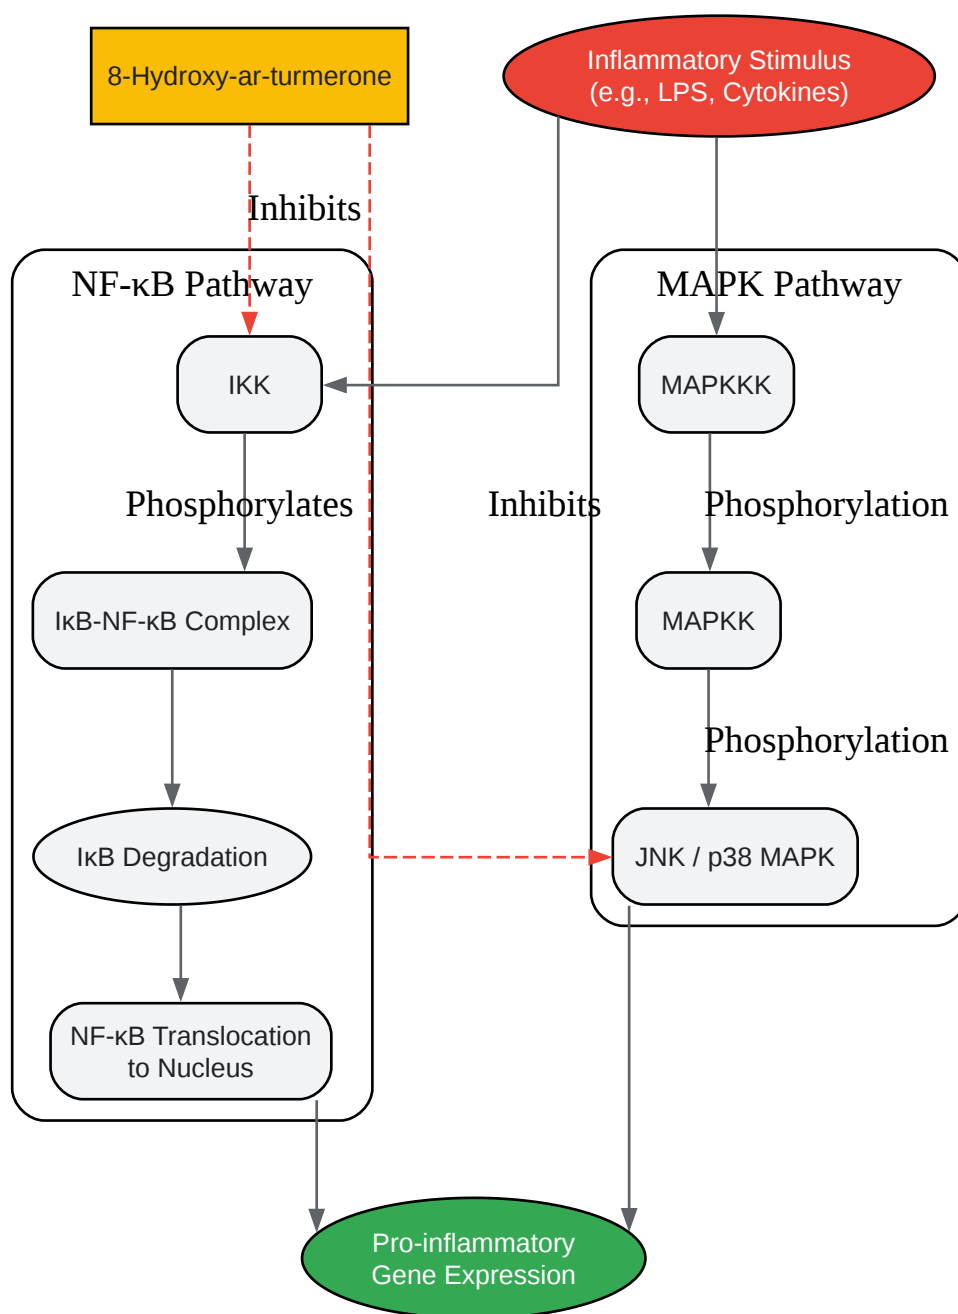 8-Hydroxy-ar-turmerone
Inflammatory Stimulus
(e.g., LPS, Cytokines)
Inhibits
NF-κB Pathway
MAPK Pathway
IKK
MAPKKK
Phosphorylates
Inhibits
Phosphorylation
IκB-NF-κB Complex
MAPKK
Phosphorylation
IκB Degradation
JNK / p38 MAPK
NF-κB Translocation
to Nucleus
Pro-inflammatory
Gene Expression